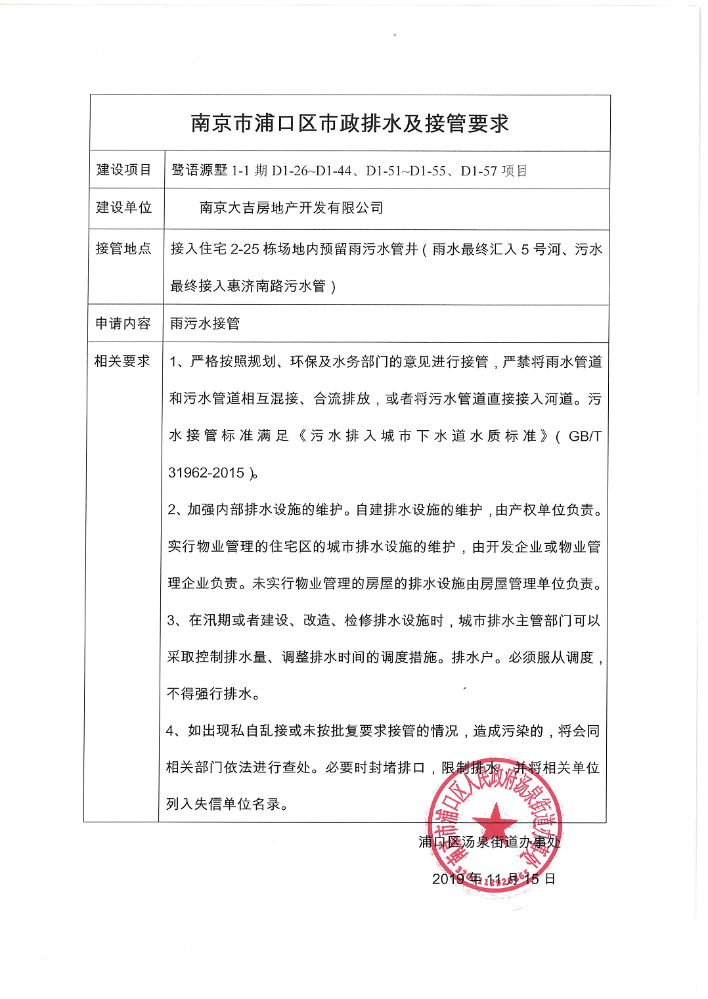 南京市浦口区市政排水及接管要求
建设项目 鹭语源墅 1-1 期 D1-26~D1-44、D1-51~D1-55、D1-57 项目
建设单位 南京大吉房地产开发有限公司
接管地点 接入住宅 2-25 栋场地内预留雨污水管井（雨水最终汇入 5 号河、污水
最终接入惠济南路污水管）
申请内容 雨污水接管
相关要求 1、严格按照规划、环保及水务部门的意见进行接管，严禁将雨水管道
和污水管道相互混接、合流排放，或者将污水管道直接接入河道。污
水接管标准满足《污水排入城市下水道水质标准》（GB/T
31962-2015）。
2、加强内部排水设施的维护。自建排水设施的维护，由产权单位负责。
实行物业管理的住宅区的城市排水设施的维护，由开发企业或物业管
理企业负责。未实行物业管理的房屋的排水设施由房屋管理单位负责。
3、在汛期或者建设、改造、检修排水设施时，城市排水主管部门可以
采取控制排水量、调整排水时间的调度措施。排水户。必须服从调度，
不得强行排水。
4、如出现私自乱接或未按批复要求接管的情况，造成污染的，将会同
相关部门依法进行查处。必要时封堵排口，限制排水，并将相关单位
列入失信单位名录。
南京市浦口区人民政府汤泉街道办事处
浦口区汤泉街道办事处
2019 年 11 月 15 日